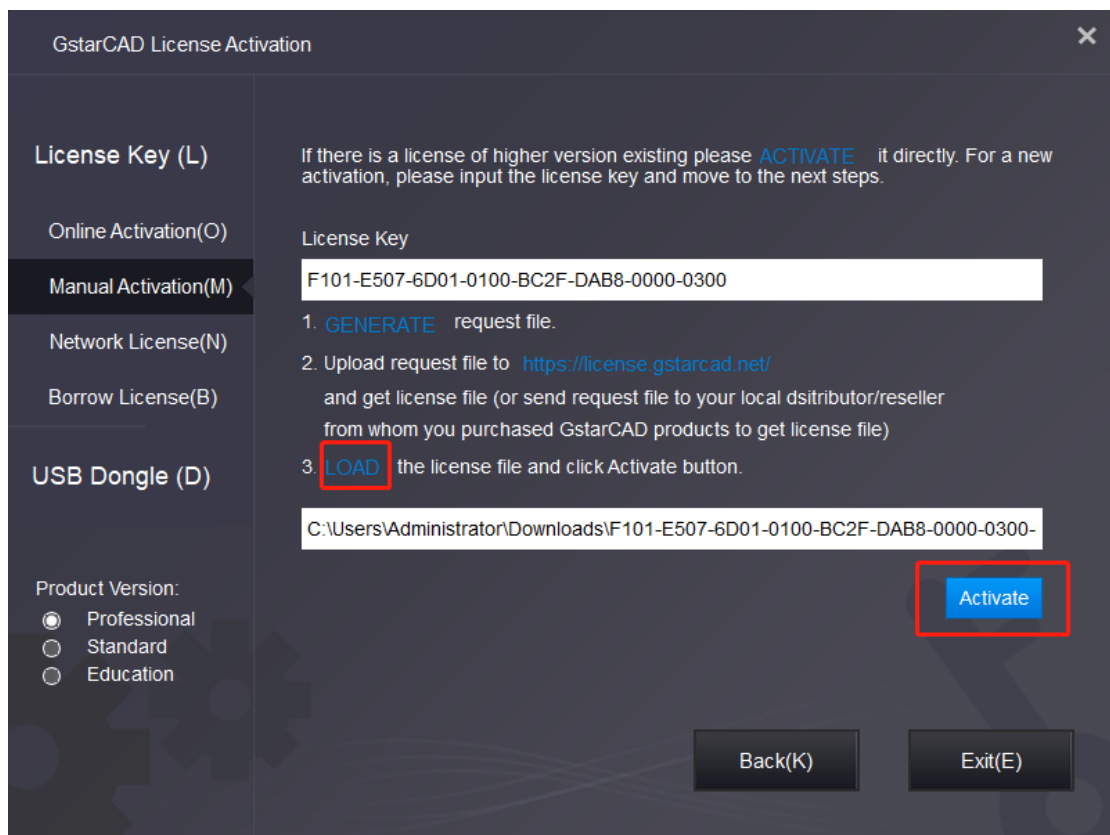 GstarCAD License Activation
License Key (L)
Online Activation(O)
Manual Activation(M)
Network License(N)
Borrow License(B)
USB Dongle (D)
Product Version:
Professional
Standard
Education
If there is a license of higher version existing please ACTIVATE it directly. For a new
activation, please input the license key and move to the next steps.
License Key
F101-E507-6D01-0100-BC2F-DAB8-0000-0300
1. GENERATE request file.
2. Upload request file to https://license.gstarcad.net/
and get license file (or send request file to your local dsitributor/reseller
from whom you purchased GstarCAD products to get license file)
3. LOAD the license file and click Activate button.
C:\Users\Administrator\Downloads\F101-E507-6D01-0100-BC2F-DAB8-0000-0300-
Activate
Back(K)
Exit(E)